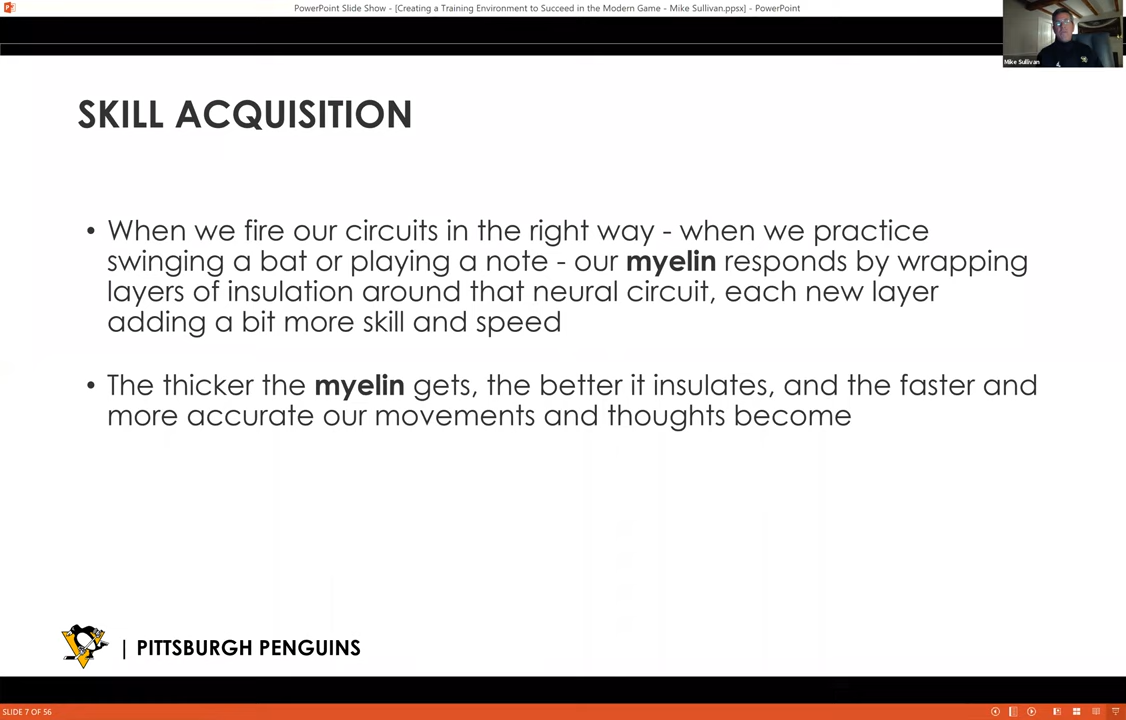 PowerPoint Slide Show - [Creating a Training Environment to Succeed in the Modern Game - Mike Sullivan.ppsx] - PowerPoint
Mike Sullivan
SKILL ACQUISITION
• When we fire our circuits in the right way - when we practice
swinging a bat or playing a note - our myelin responds by wrapping
layers of insulation around that neural circuit, each new layer
adding a bit more skill and speed
• The thicker the myelin gets, the better it insulates, and the faster and
more accurate our movements and thoughts become
| PITTSBURGH PENGUINS
SLIDE 7 OF 56